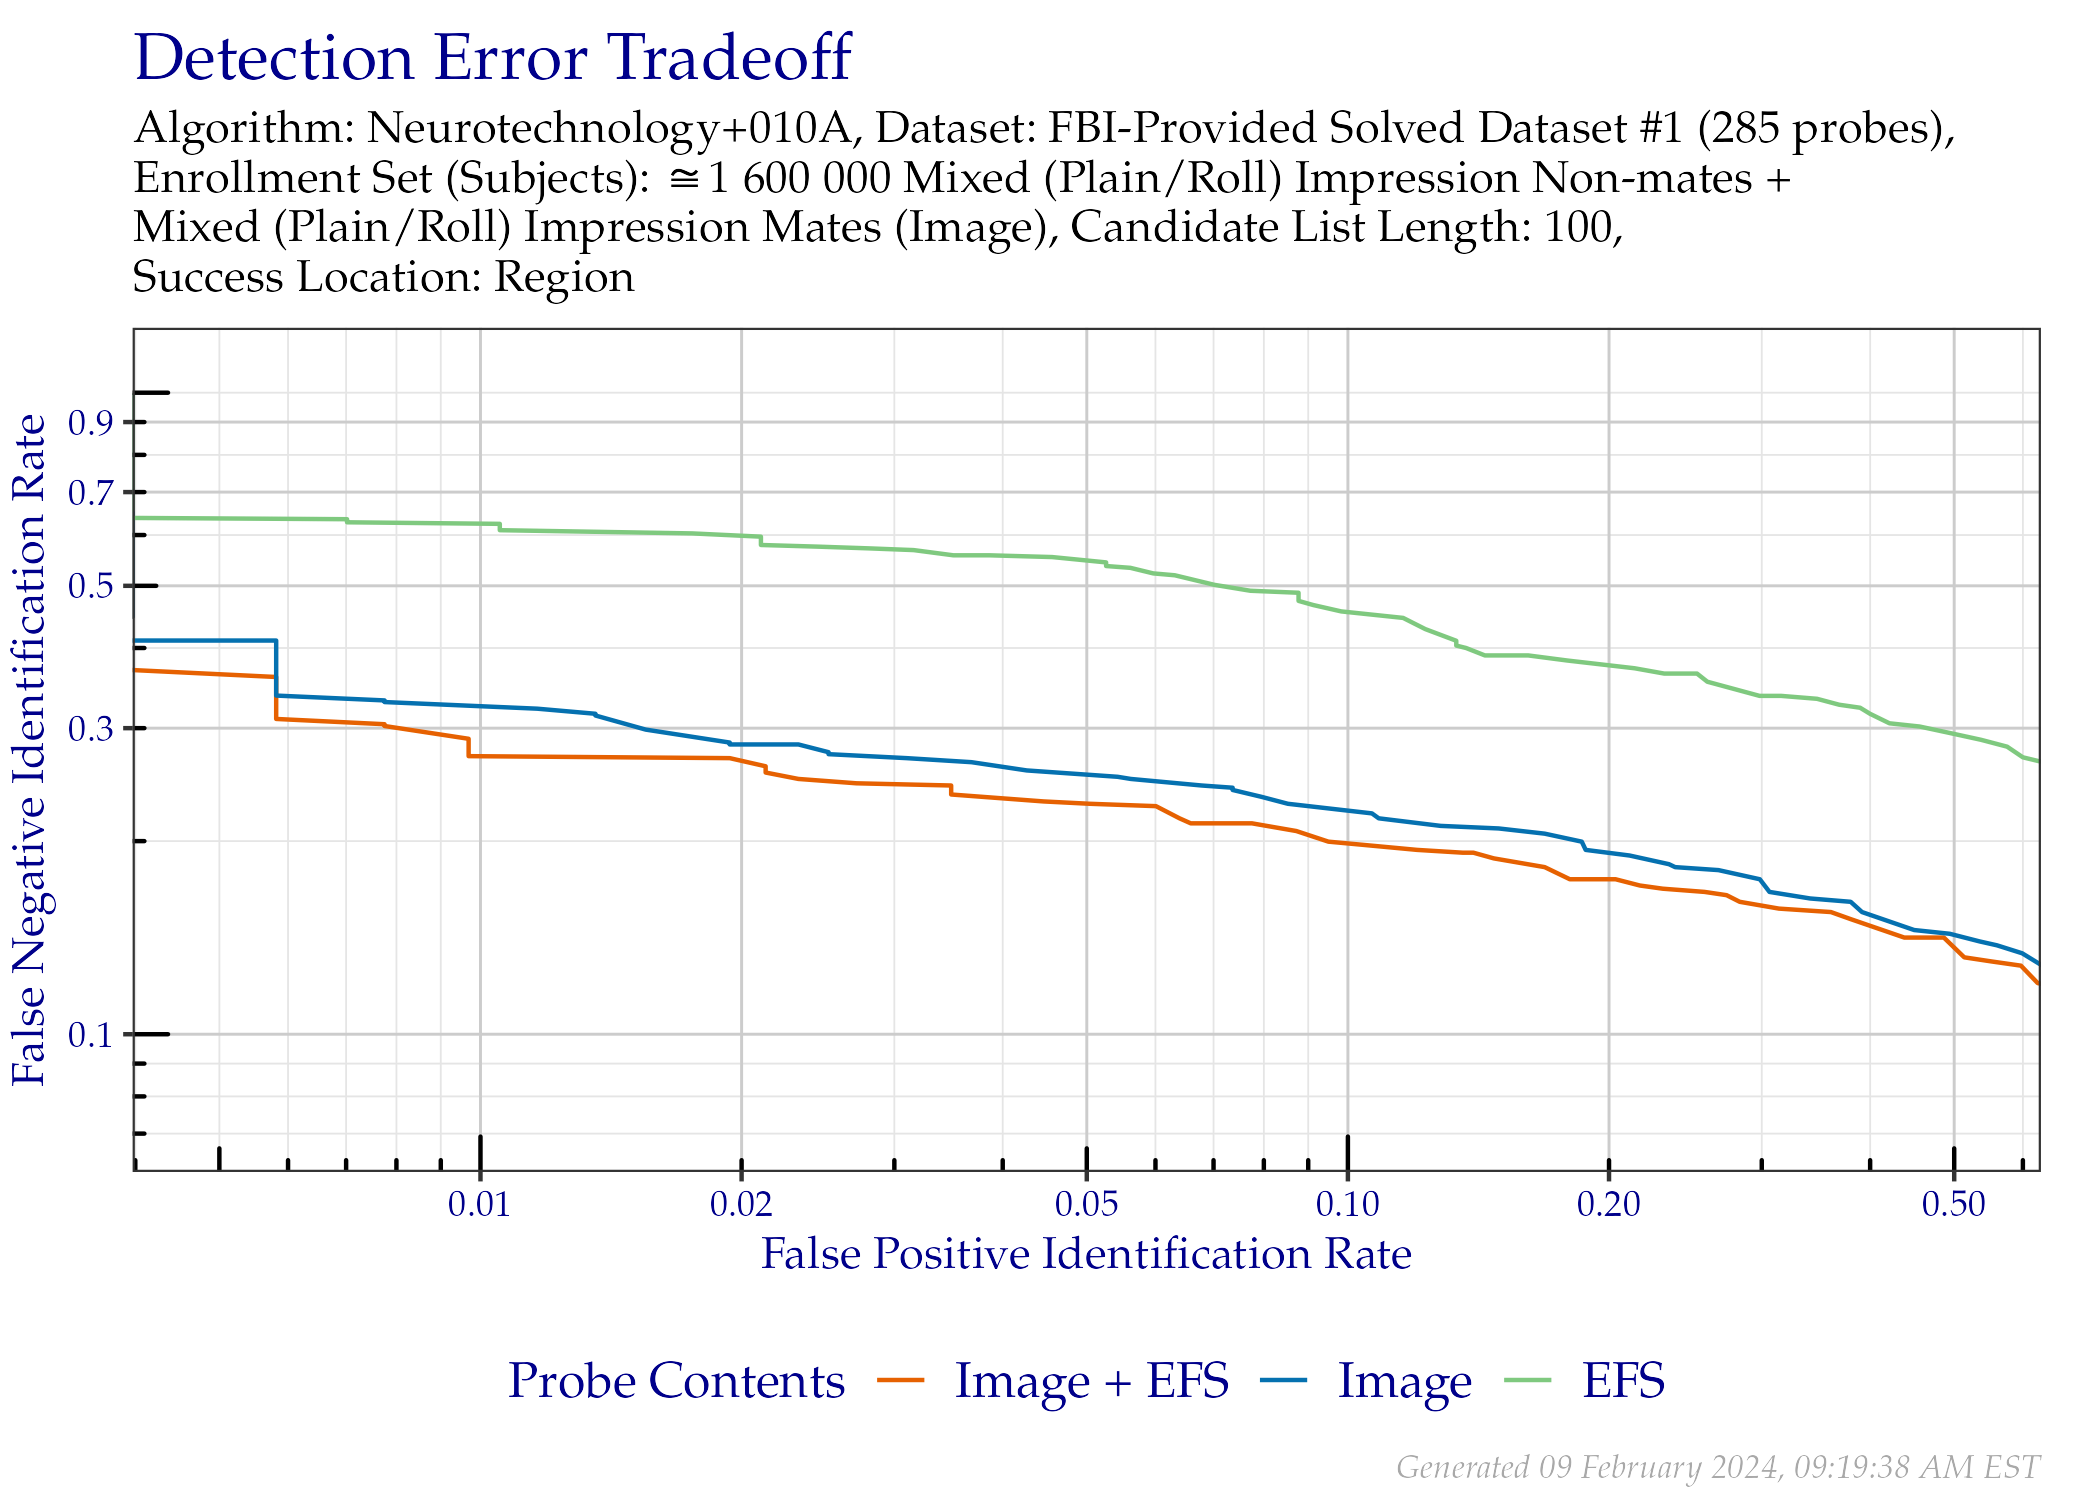 Detection Error Tradeoff
Algorithm: Neurotechnology+010A, Dataset: FBI-Provided Solved Dataset #1 (285 probes),
Enrollment Set (Subjects): ≅ 1 600 000 Mixed (Plain/Roll) Impression Non-mates +
Mixed (Plain/Roll) Impression Mates (Image), Candidate List Length: 100,
Success Location: Region
False Negative Identification Rate
0.9
0.7
0.5
0.3
0.1
0.01 0.02 0.05 0.10 0.20 0.50
False Positive Identification Rate
Probe Contents Image + EFS Image EFS
Generated 09 February 2024, 09:19:38 AM EST